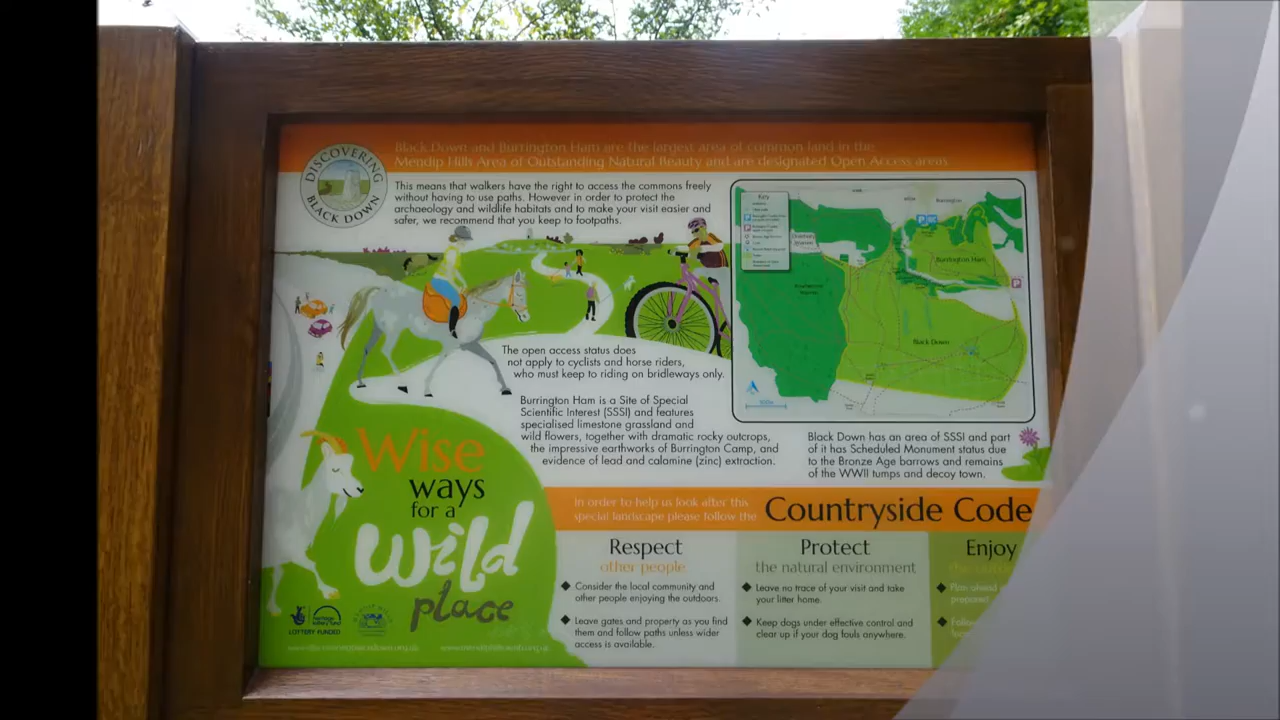 DISCOVERING
BLACK DOWN
Black Down and Burrington Ham are the largest area of common land in the
Mendip Hills Area of Outstanding Natural Beauty and are designated Open Access areas.
This means that walkers have the right to access the commons freely
without having to use paths. However in order to protect the
archaeology and wildlife habitats and to make your visit easier and
safer, we recommend that you keep to footpaths.
Key
Burrington Ham
Black Down
The open access status does
not apply to cyclists and horse riders,
who must keep to riding on bridleways only.
Burrington Ham is a Site of Special
Scientific Interest (SSSI) and features
specialised limestone grassland and
wild flowers, together with dramatic rocky outcrops,
the impressive earthworks of Burrington Camp, and
evidence of lead and calamine (zinc) extraction.
Black Down has an area of SSSI and part
of it has Scheduled Monument status due
to the Bronze Age barrows and remains
of the WWII tumps and decoy town.
Wise
ways
for a
wild
place
In order to help us look after this
special landscape please follow the
Countryside Code
Respect
other people
Consider the local community and
other people enjoying the outdoors.
Leave gates and property as you find
them and follow paths unless wider
access is available.
Protect
the natural environment
Leave no trace of your visit and take
your litter home.
Keep dogs under effective control and
clear up if your dog fouls anywhere.
Enjoy
Plan ahead
prepared!
Follow
heritage
lottery fund
LOTTERY FUNDED